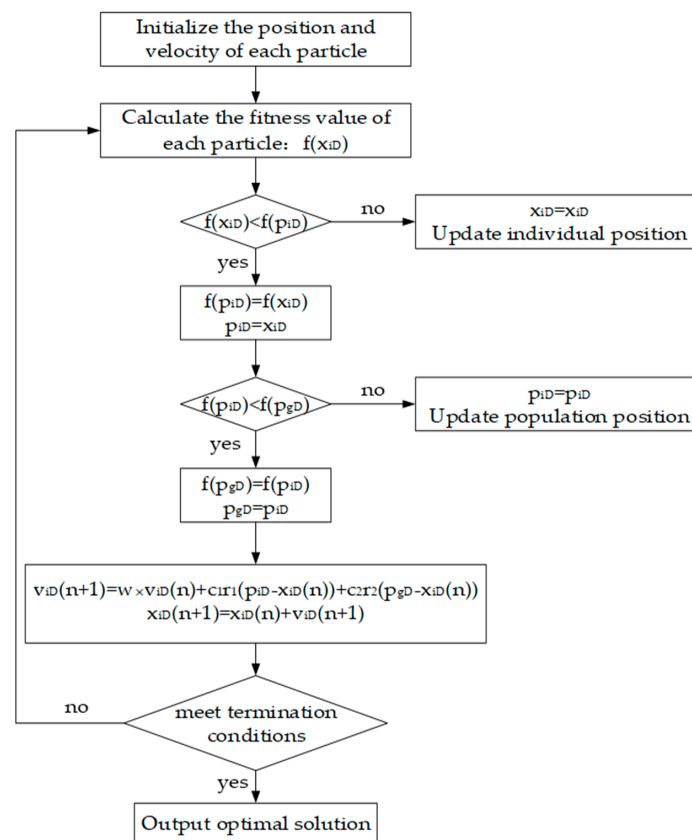 Initialize the position and
velocity of each particle
Calculate the fitness value of
each particle: f(xiD)
f(xiD)<f(piD)
no
xiD=xiD
Update individual position
yes
f(piD)=f(xiD)
piD=xiD
f(piD)<f(pgD)
no
piD=piD
Update population position
yes
f(pgD)=f(piD)
pgD=piD
viD(n+1)=w×viD(n)+c1r1(piD-xiD(n))+c2r2(pgD-xiD(n))
xiD(n+1)=xiD(n)+viD(n+1)
no
meet termination
conditions
yes
Output optimal solution